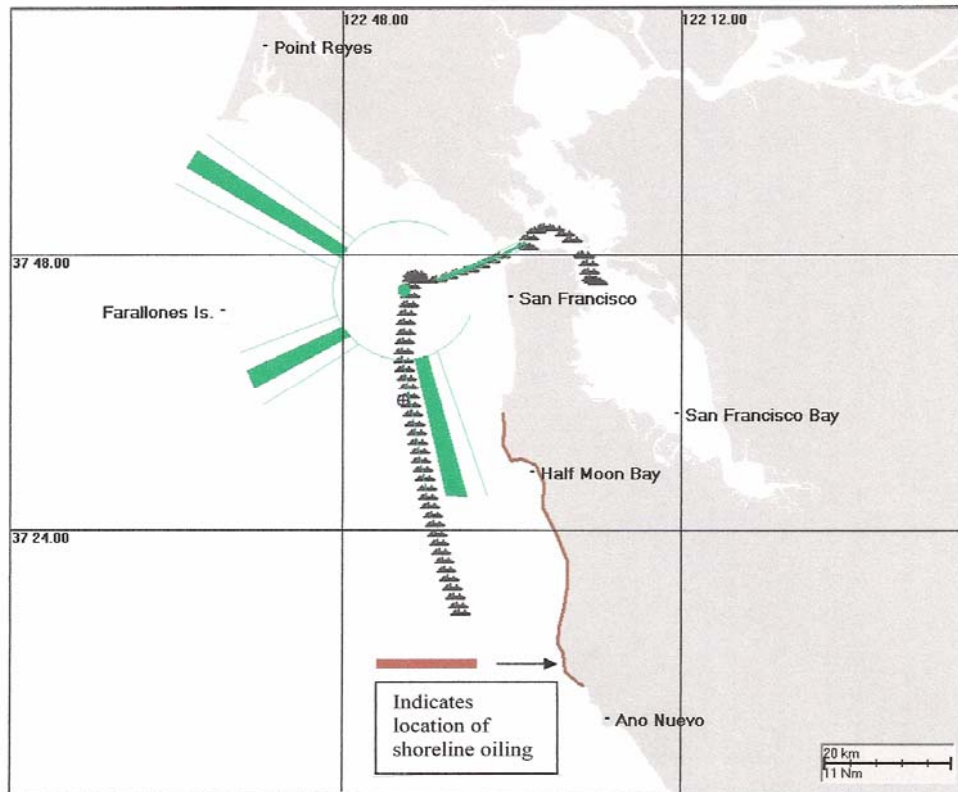 122 48.00
122 12.00
Point Reyes
37 48.00
Farallones Is.
San Francisco
San Francisco Bay
Half Moon Bay
37 24.00
Indicates
location of
shoreline oiling
Ano Nuevo
20 km
11 Nm